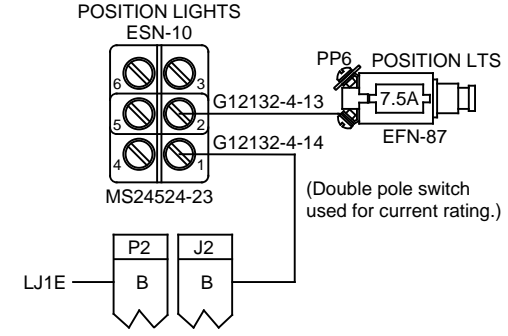 POSITION LIGHTS
ESN-10
PP6 POSITION LTS
6 3
G12132-4-13
7.5A
5 2
EFN-87
G12132-4-14
4 1
MS24524-23
(Double pole switch
used for current rating.)
P2 J2
LJ1E B B